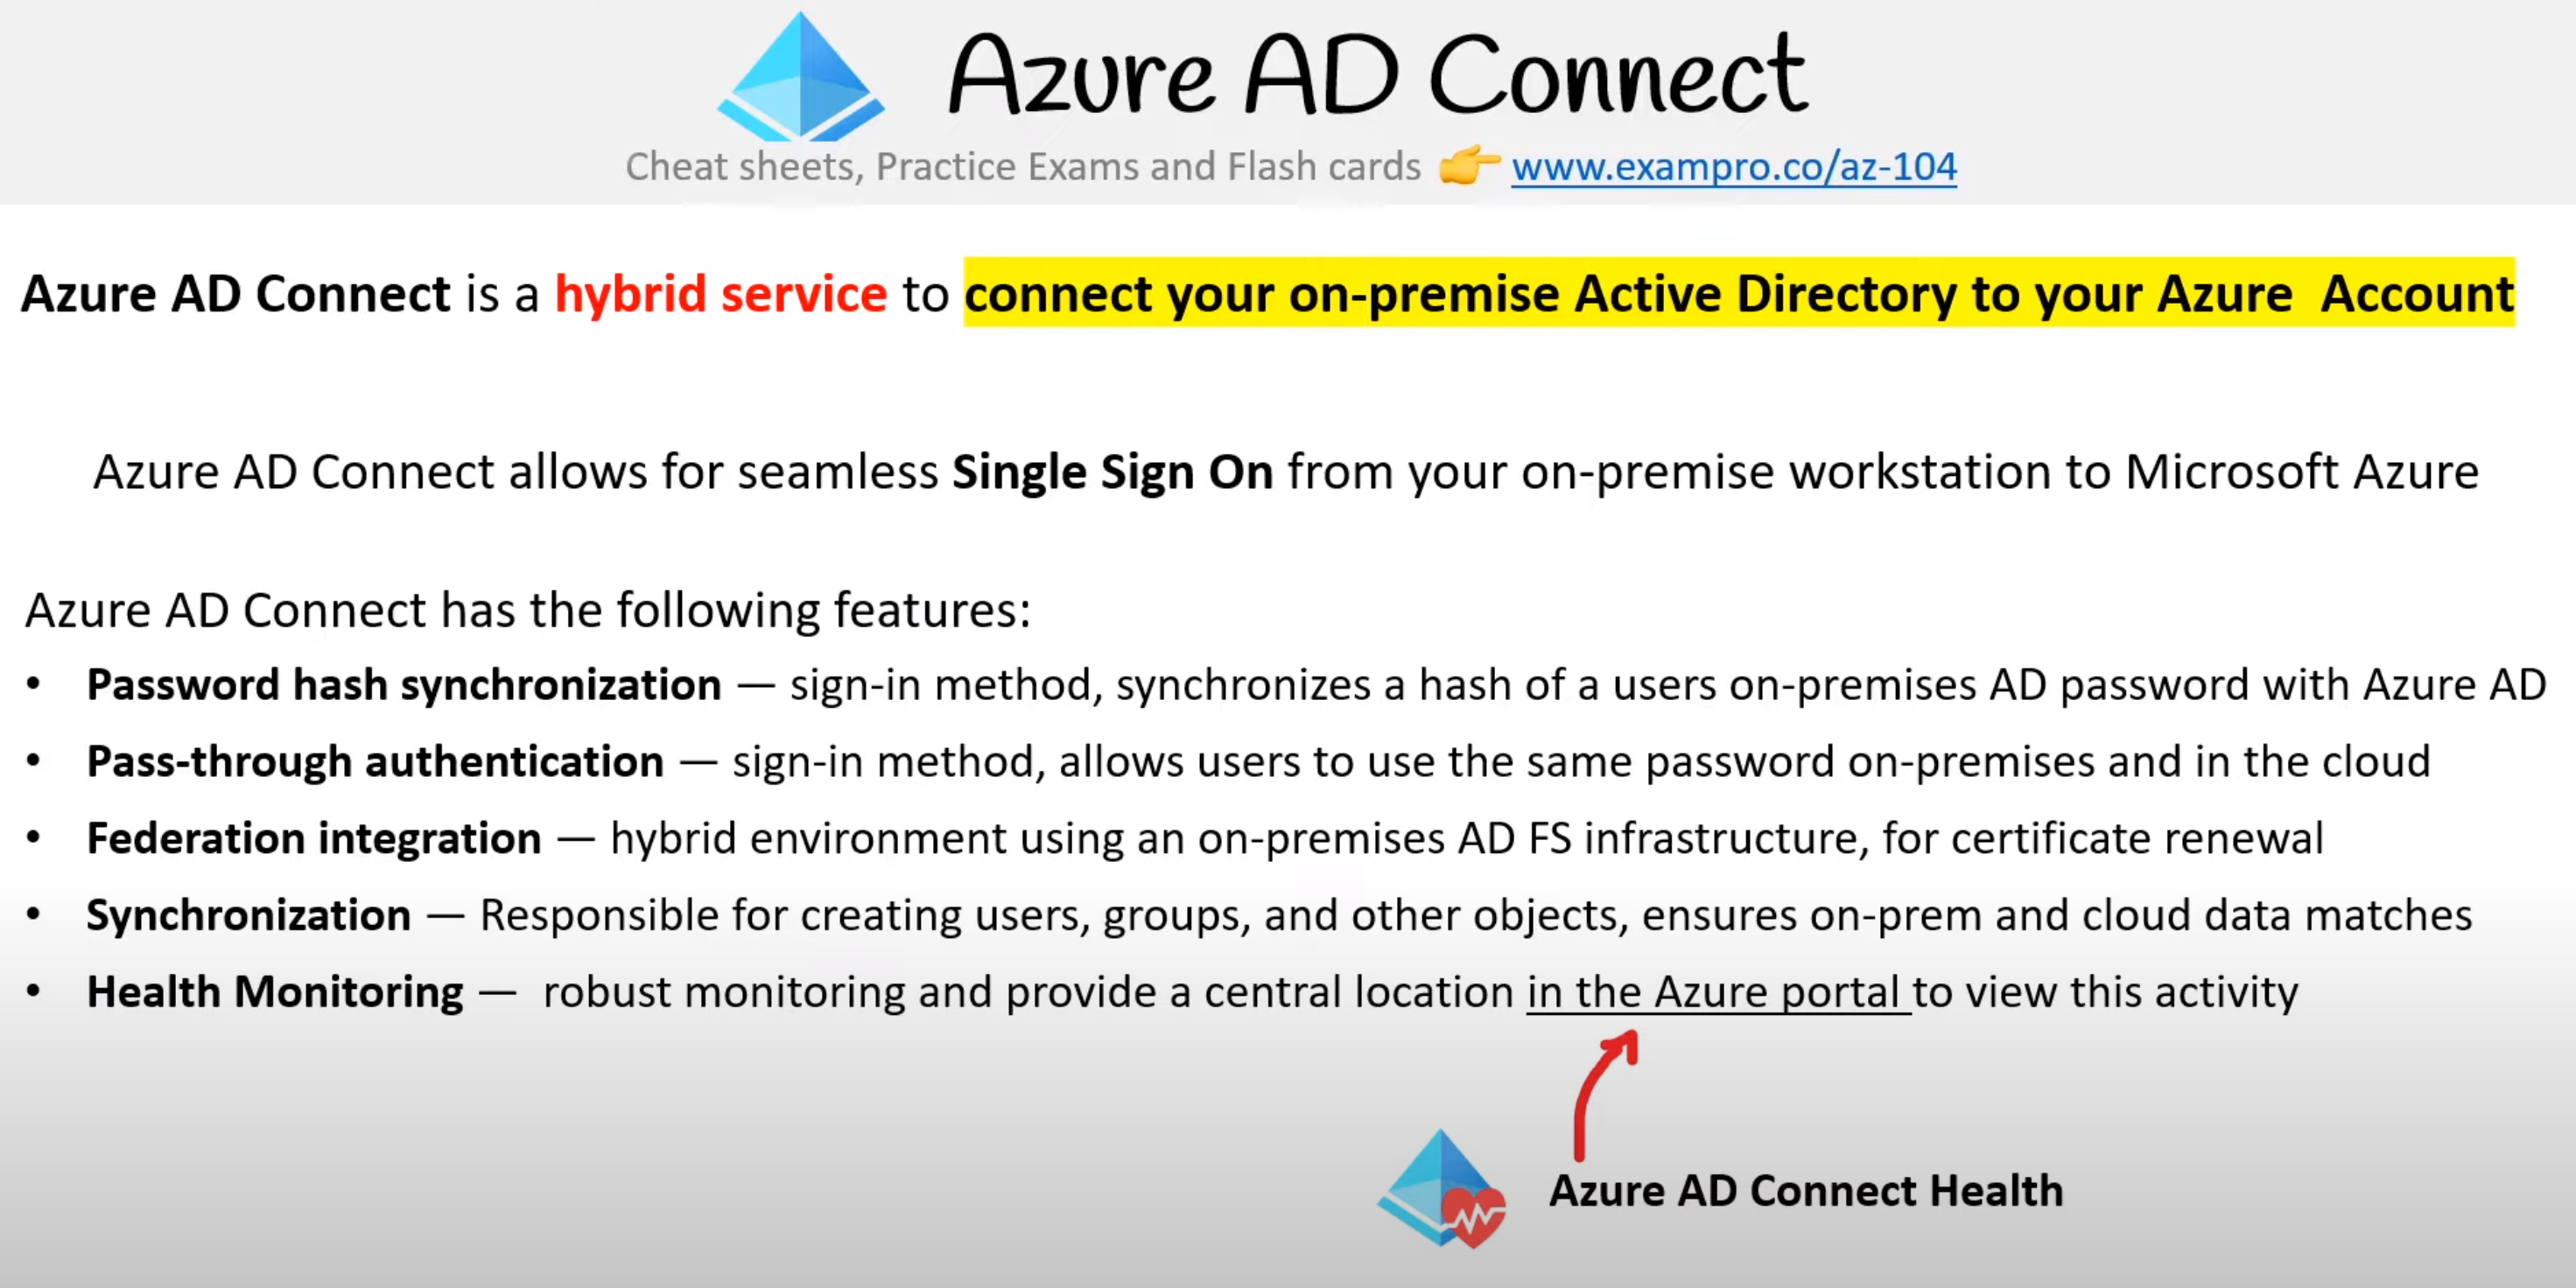 Azure AD Connect
Cheat sheets, Practice Exams and Flash cards 👉 www.exampro.co/az-104
Azure AD Connect is a hybrid service to connect your on-premise Active Directory to your Azure  Account
Azure AD Connect allows for seamless Single Sign On from your on-premise workstation to Microsoft Azure
Azure AD Connect has the following features:
• Password hash synchronization — sign-in method, synchronizes a hash of a users on-premises AD password with Azure AD
• Pass-through authentication — sign-in method, allows users to use the same password on-premises and in the cloud
• Federation integration — hybrid environment using an on-premises AD FS infrastructure, for certificate renewal
• Synchronization — Responsible for creating users, groups, and other objects, ensures on-prem and cloud data matches
• Health Monitoring —  robust monitoring and provide a central location in the Azure portal to view this activity
Azure AD Connect Health